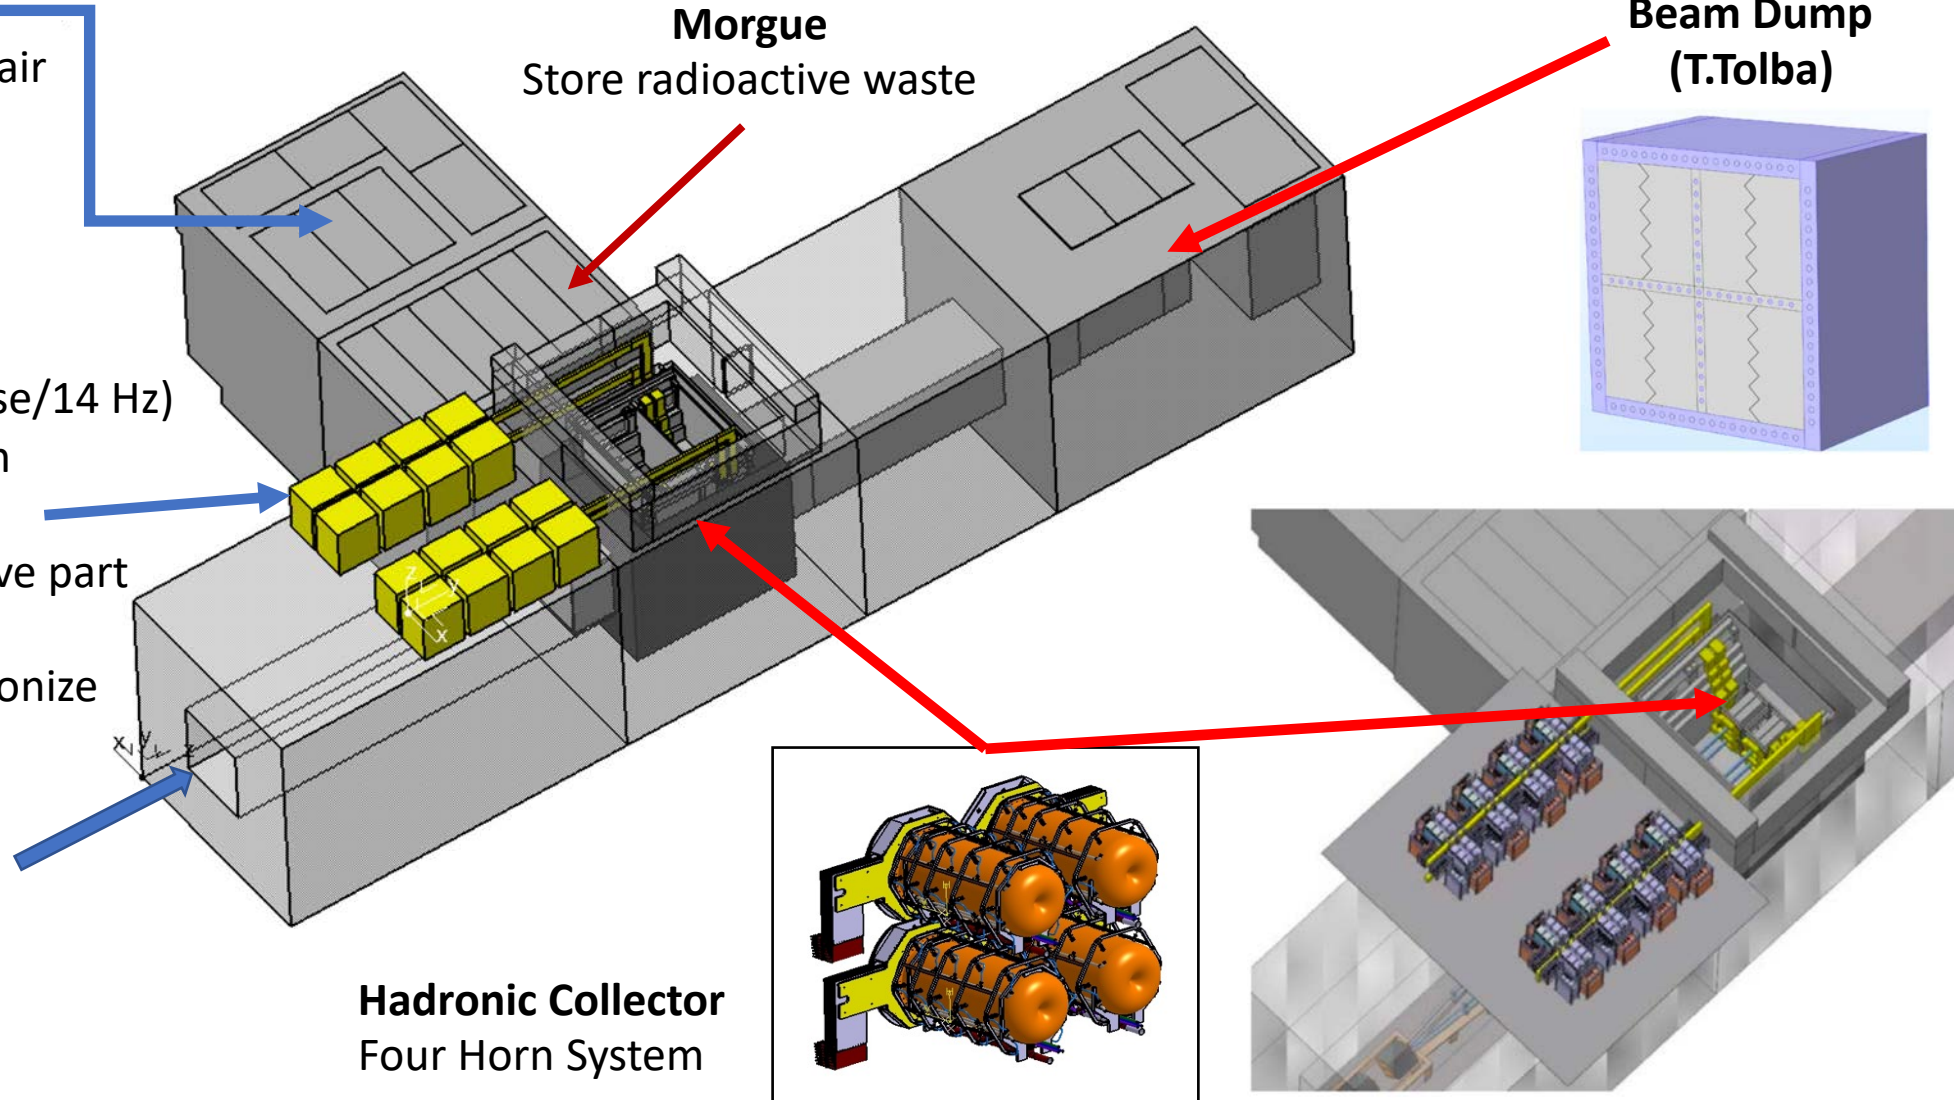 air
Morgue
Store radioactive waste
Beam Dump
(T.Tolba)
se/14 Hz)
n
ve part
onize
z
y
x
x
y
z
Hadronic Collector
Four Horn System